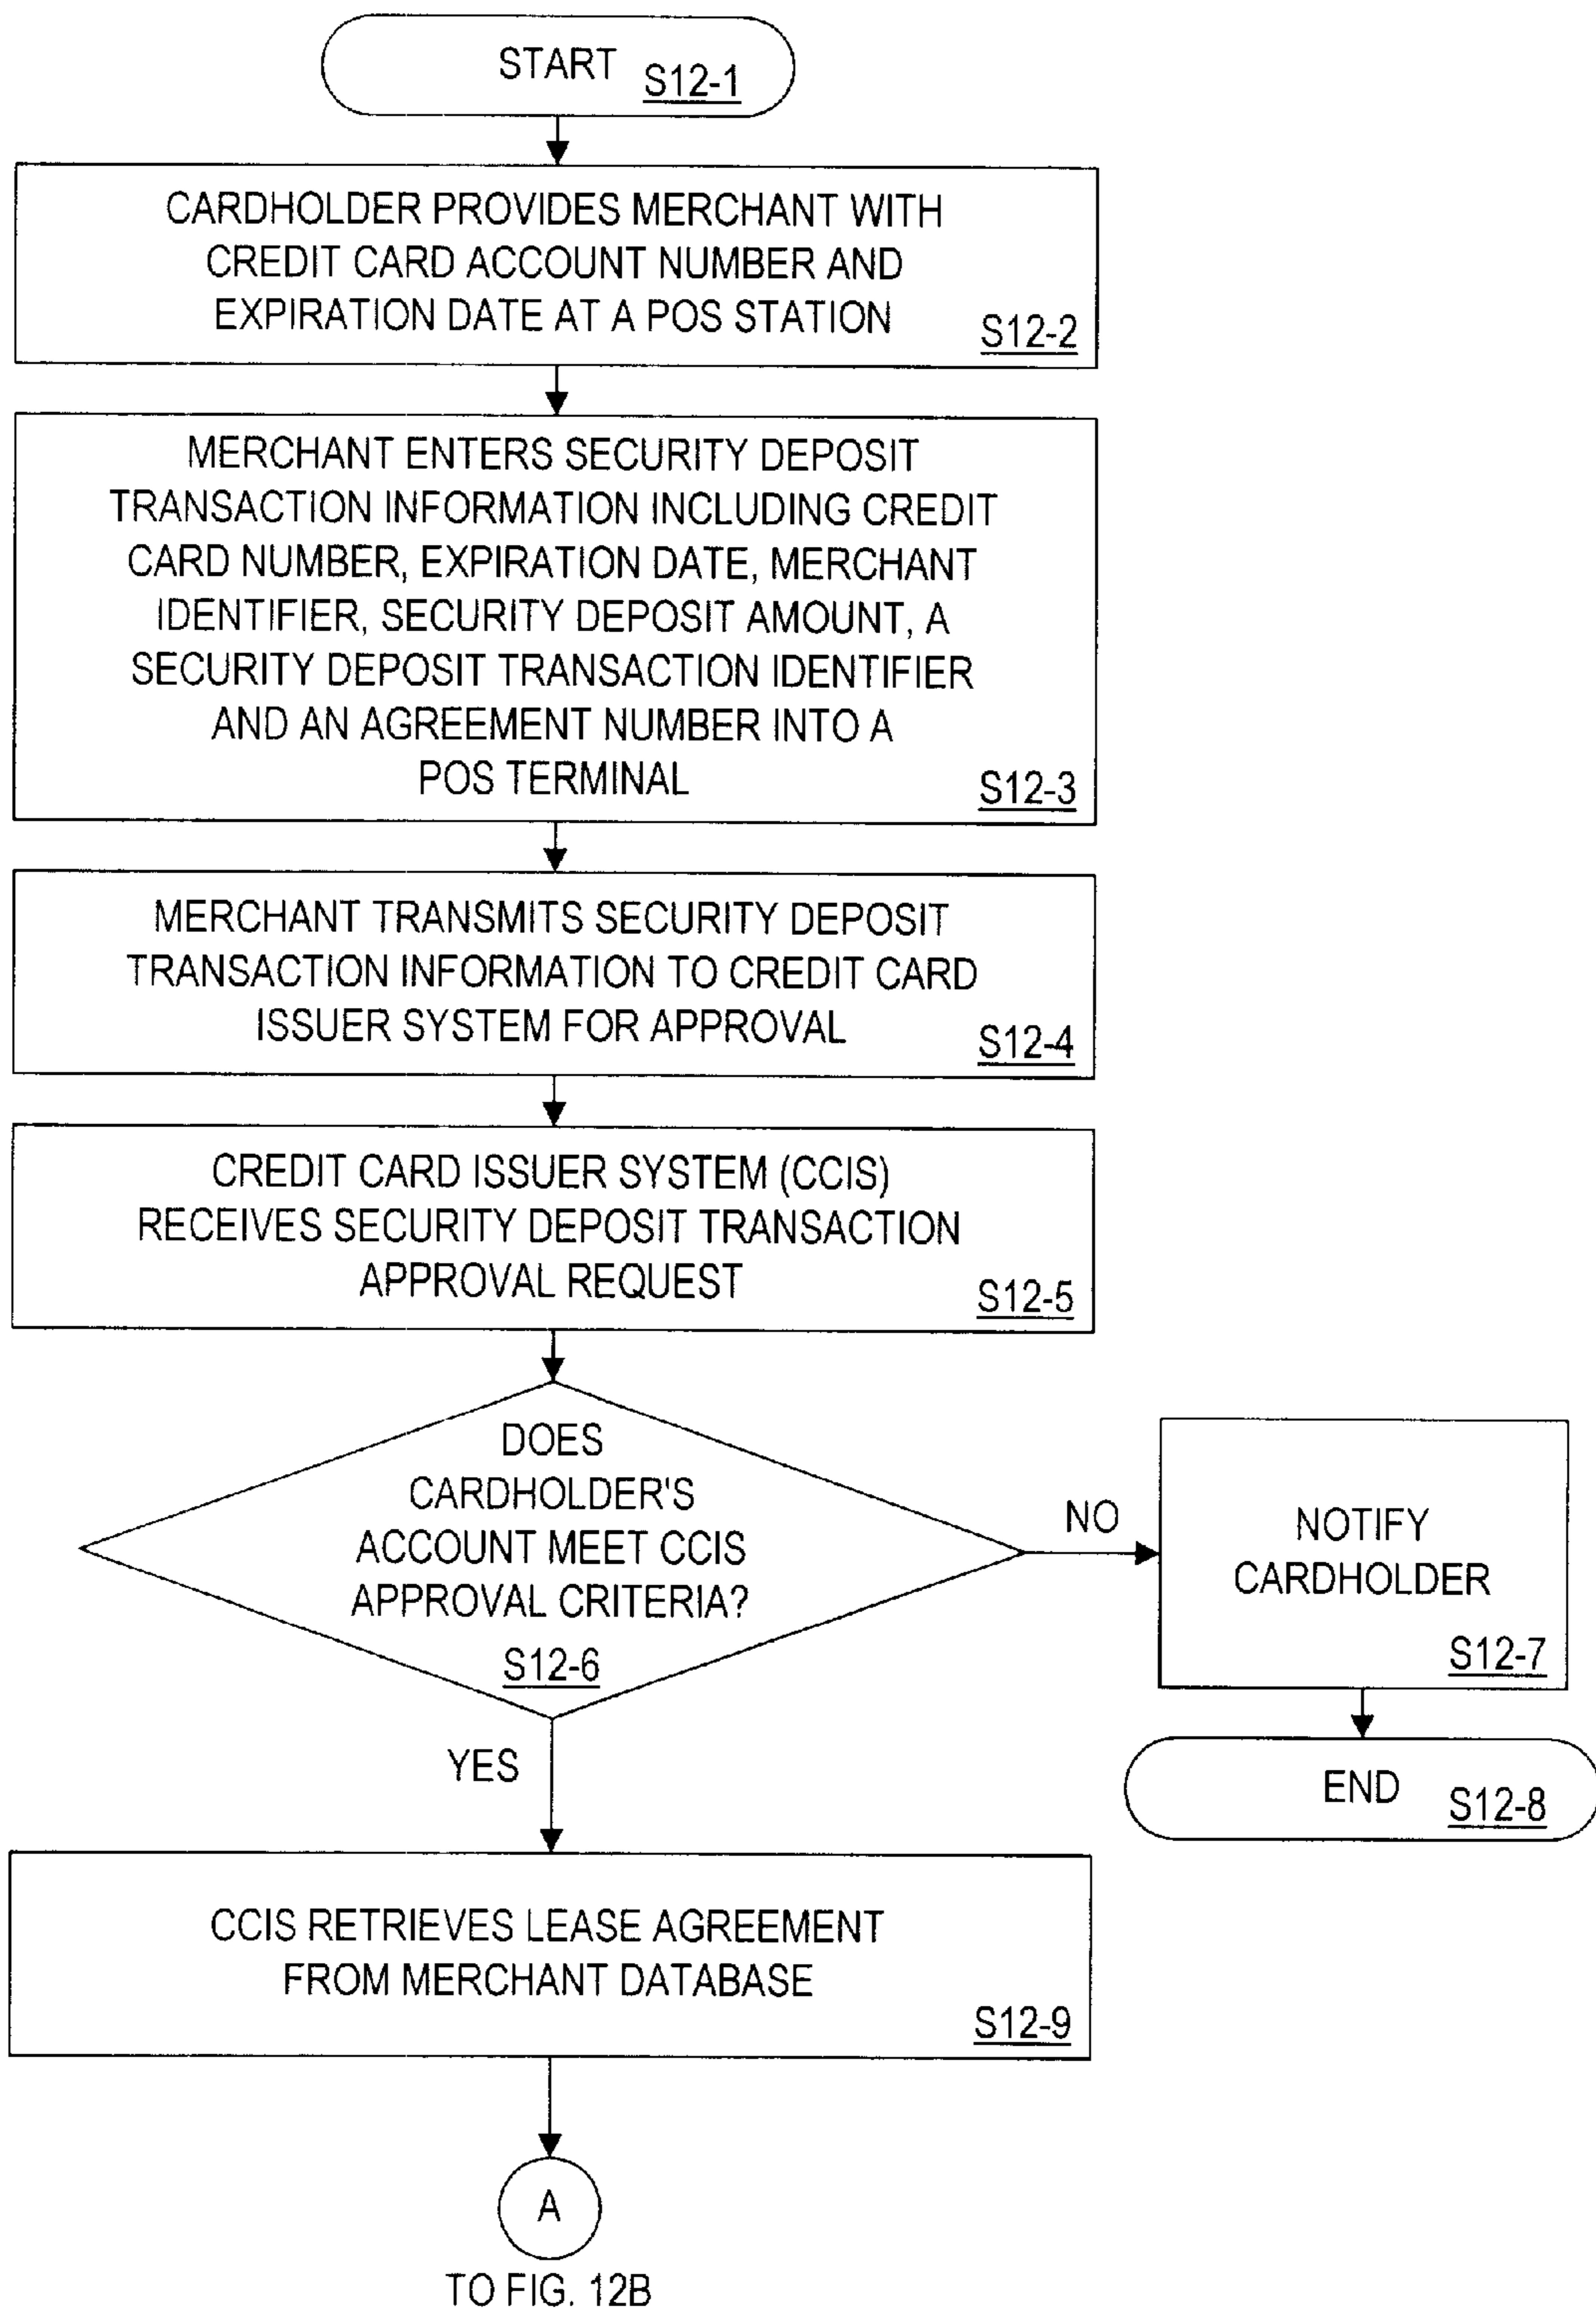 START S12-1
CARDHOLDER PROVIDES MERCHANT WITH
CREDIT CARD ACCOUNT NUMBER AND
EXPIRATION DATE AT A POS STATION
S12-2
MERCHANT ENTERS SECURITY DEPOSIT
TRANSACTION INFORMATION INCLUDING CREDIT
CARD NUMBER, EXPIRATION DATE, MERCHANT
IDENTIFIER, SECURITY DEPOSIT AMOUNT, A
SECURITY DEPOSIT TRANSACTION IDENTIFIER
AND AN AGREEMENT NUMBER INTO A
POS TERMINAL
S12-3
MERCHANT TRANSMITS SECURITY DEPOSIT
TRANSACTION INFORMATION TO CREDIT CARD
ISSUER SYSTEM FOR APPROVAL
S12-4
CREDIT CARD ISSUER SYSTEM (CCIS)
RECEIVES SECURITY DEPOSIT TRANSACTION
APPROVAL REQUEST
S12-5
DOES
CARDHOLDER'S
ACCOUNT MEET CCIS
APPROVAL CRITERIA?
S12-6
NO
NOTIFY
CARDHOLDER
S12-7
END S12-8
YES
CCIS RETRIEVES LEASE AGREEMENT
FROM MERCHANT DATABASE
S12-9
A
TO FIG. 12B